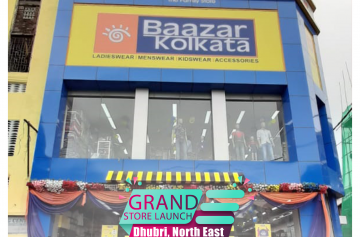 Baazar
Kolkata
LADIESWEAR • MENSWEAR • KIDSWEAR • ACCESSORIES
GRAND
STORE LAUNCH
Dhubri, North East